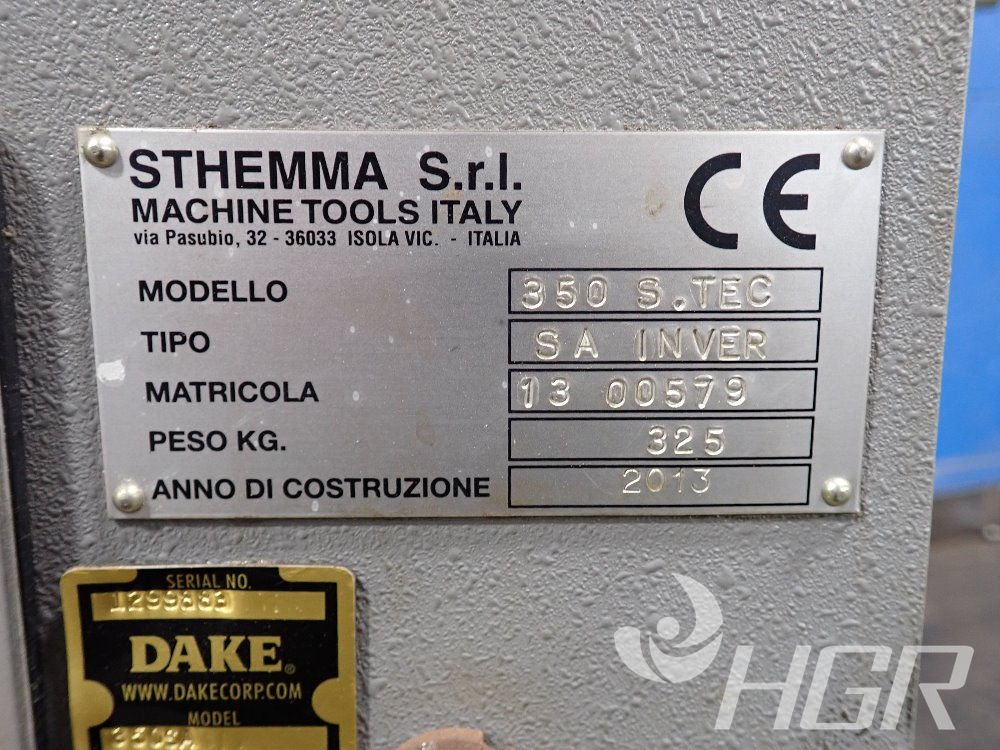 STHEMMA S.r.l.
MACHINE TOOLS ITALY
via Pasubio, 32 - 36033 ISOLA VIC. - ITALIA
CE
MODELLO 350 S.TEC
TIPO SA INVER
MATRICOLA 13 00579
PESO KG. 325
ANNO DI COSTRUZIONE 2013
SERIAL NO.
1299883
DAKE®
WWW.DAKECORP.COM
MODEL
HGR